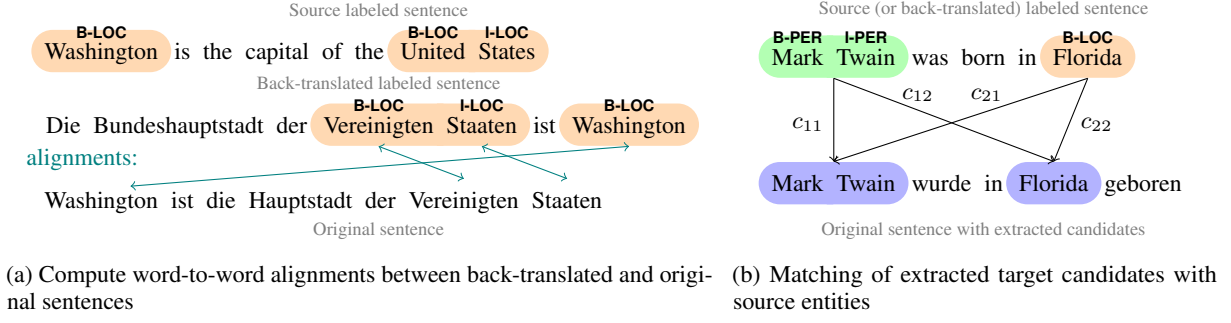 Source labeled sentence
B-LOC B-LOC I-LOC
Washington is the capital of the United States
Back-translated labeled sentence
B-LOC I-LOC B-LOC
Die Bundeshauptstadt der Vereinigten Staaten ist Washington
alignments:
Washington ist die Hauptstadt der Vereinigten Staaten
Original sentence
(a) Compute word-to-word alignments between back-translated and origi-
nal sentences
Source (or back-translated) labeled sentence
B-PER I-PER B-LOC
Mark Twain was born in Florida
c12 c21
c11 c22
Mark Twain wurde in Florida geboren
Original sentence with extracted candidates
(b) Matching of extracted target candidates with
source entities